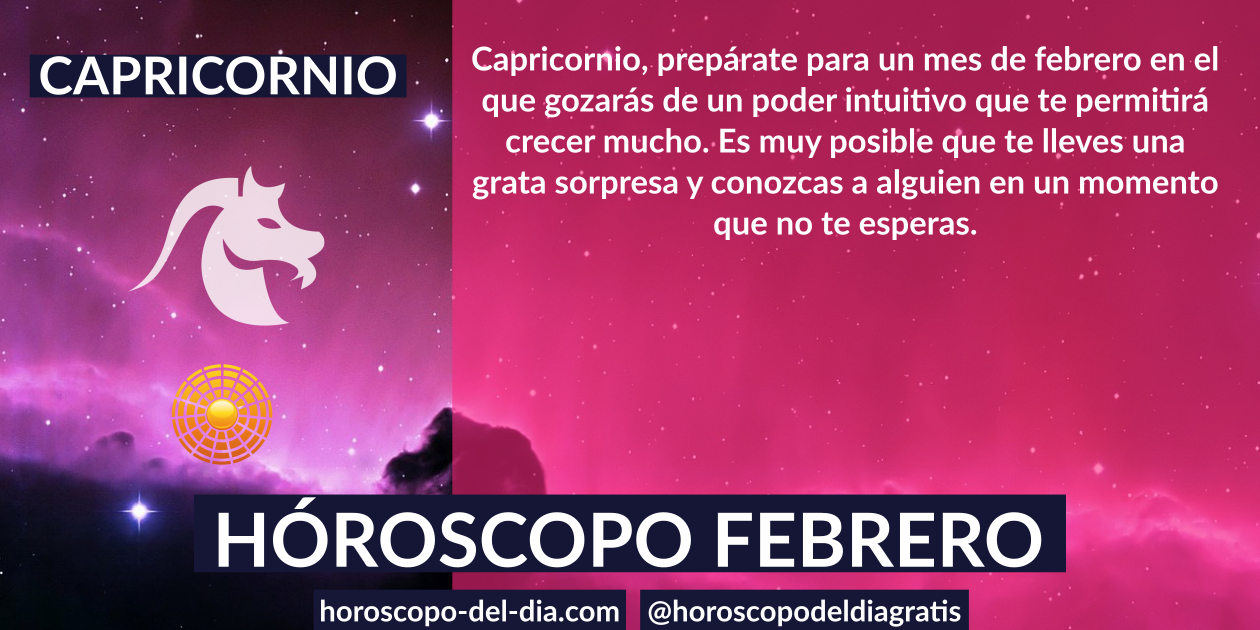 CAPRICORNIO
Capricornio, prepárate para un mes de febrero en el
que gozarás de un poder intuitivo que te permitirá
crecer mucho. Es muy posible que te lleves una
grata sorpresa y conozcas a alguien en un momento
que no te esperas.
HÓROSCOPO FEBRERO
horoscopo-del-dia.com
@horoscopodeldiagratis